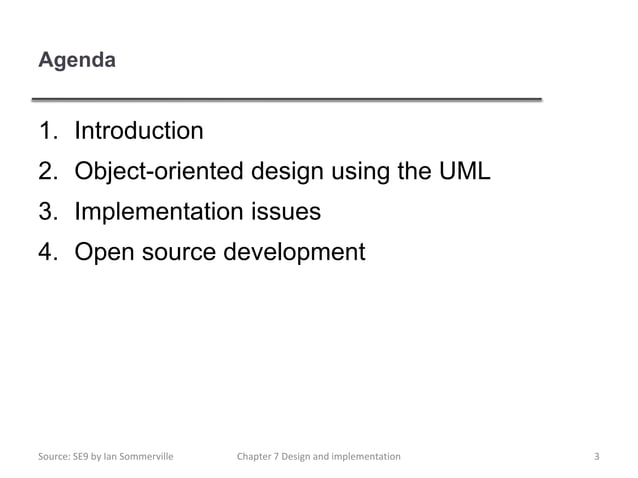 Agenda
1. Introduction
2. Object-oriented design using the UML
3. Implementation issues
4. Open source development
Source: SE9 by Ian Sommerville Chapter 7 Design and implementation 3